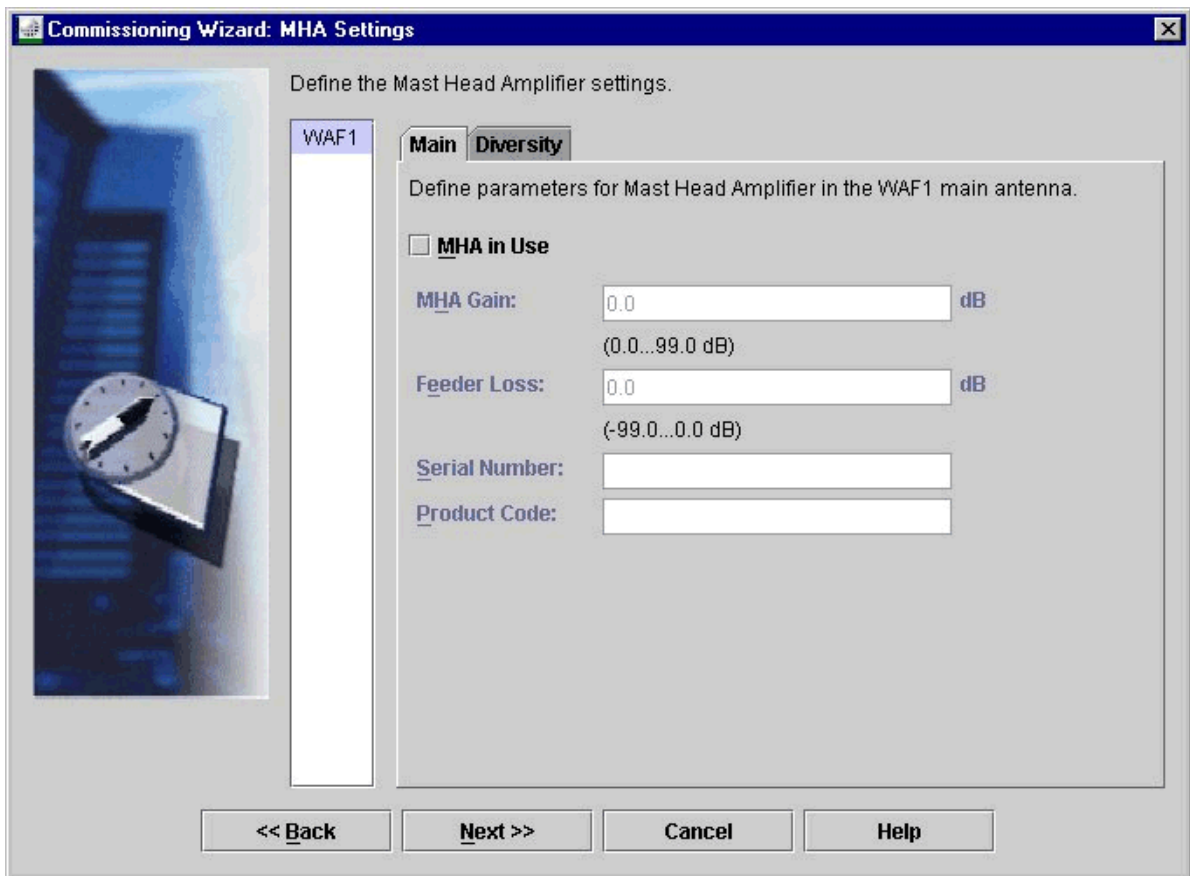 Commissioning Wizard: MHA Settings
Define the Mast Head Amplifier settings.
WAF1
Main Diversity
Define parameters for Mast Head Amplifier in the WAF1 main antenna.
MHA in Use
MHA Gain: 0.0 dB
(0.0...99.0 dB)
Feeder Loss: 0.0 dB
(-99.0...0.0 dB)
Serial Number:
Product Code:
<< Back Next >> Cancel Help